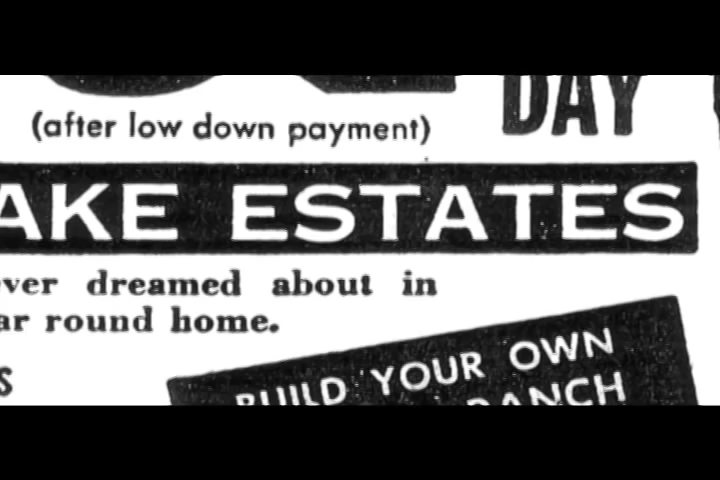 DAY
(after low down payment)
AKE ESTATES
ver dreamed about in
ar round home.
S
BUILD YOUR OWN
RANCH